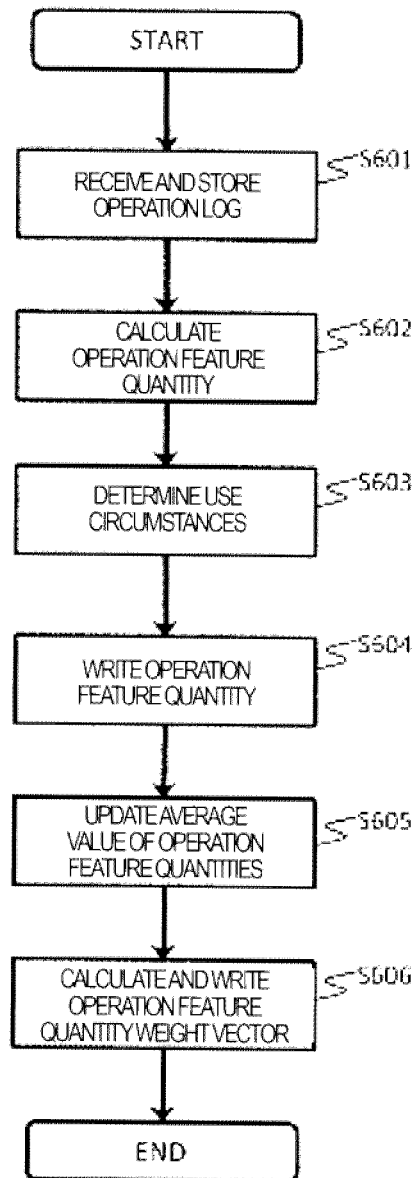 START
S601
RECEIVE AND STORE
OPERATION LOG
S602
CALCULATE
OPERATION FEATURE
QUANTITY
S603
DETERMINE USE
CIRCUMSTANCES
S604
WRITE OPERATION
FEATURE QUANTITY
S605
UPDATE AVERAGE
VALUE OF OPERATION
FEATURE QUANTITIES
S606
CALCULATE AND WRITE
OPERATION FEATURE
QUANTITY WEIGHT VECTOR
END